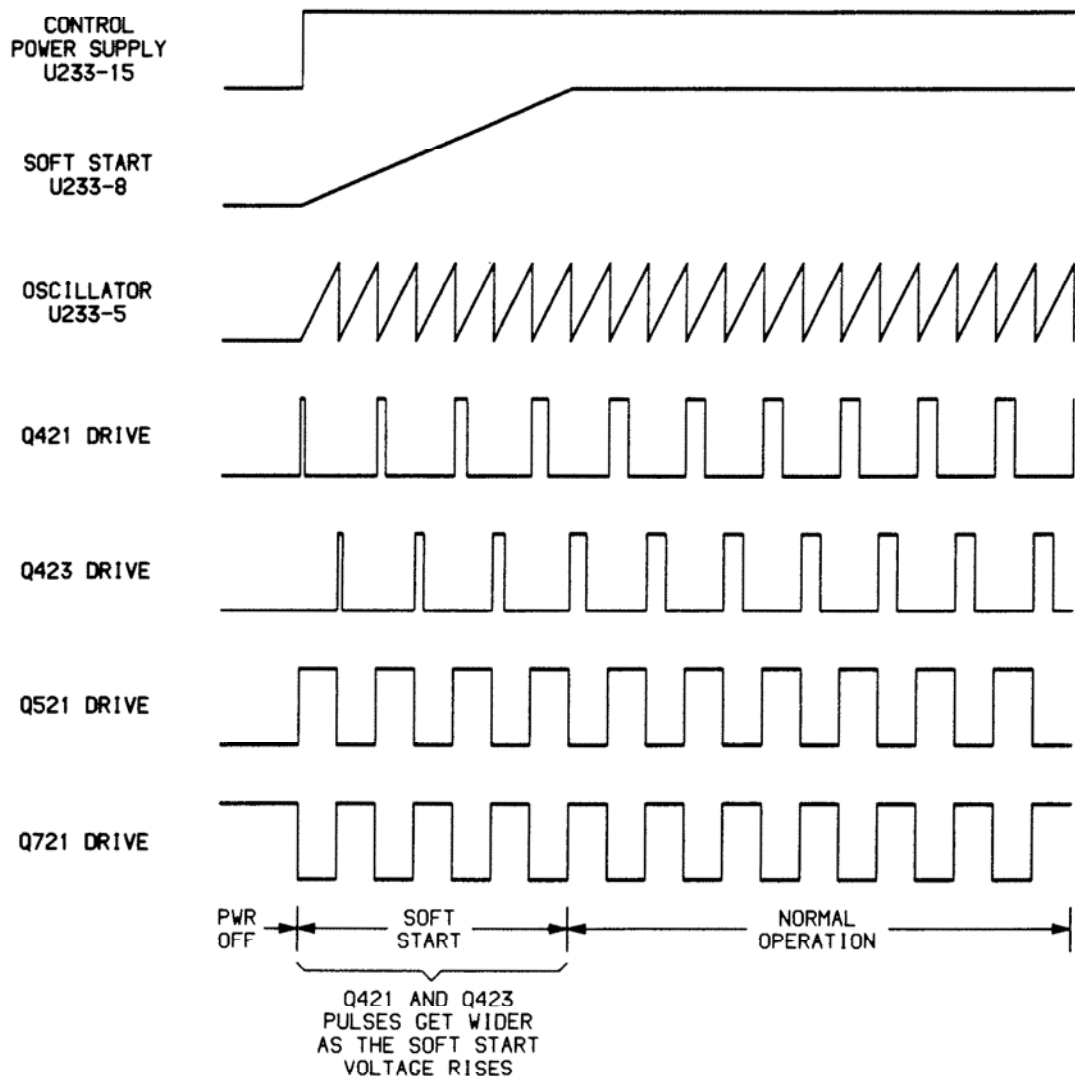 CONTROL
POWER SUPPLY
U233-15
SOFT START
U233-8
OSCILLATOR
U233-5
Q421 DRIVE
Q423 DRIVE
Q521 DRIVE
Q721 DRIVE
PWR
OFF
SOFT
START
NORMAL
OPERATION
Q421 AND Q423
PULSES GET WIDER
AS THE SOFT START
VOLTAGE RISES